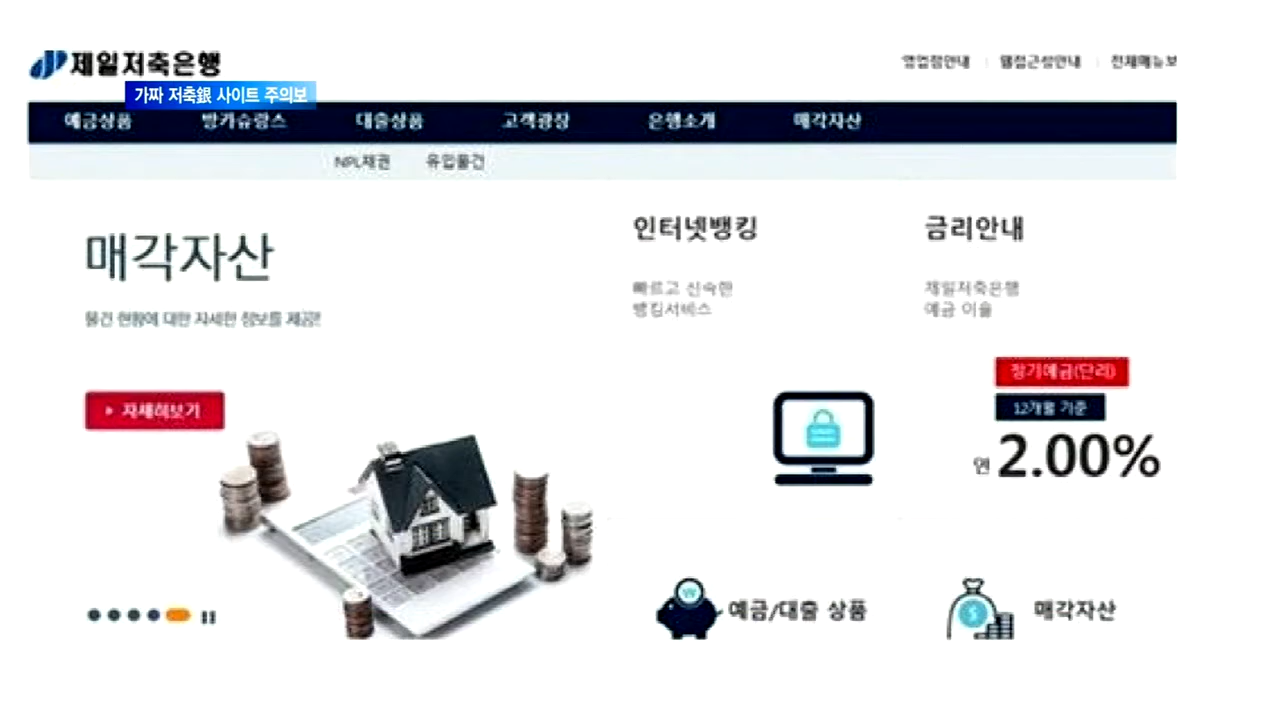 제일저축은행
영업점안내
웹접근성안내
전체메뉴보
가짜 저축銀 사이트 주의보
예금상품 방카슈랑스 대출상품 고객광장 은행소개 매각자산
NPL채권 유입물건
매각자산
물건 현황에 대한 자세한 정보를 제공!
자세히보기
인터넷뱅킹
빠르고 신속한
뱅킹서비스
금리안내
제일저축은행
예금 이율
정기예금(단리)
12개월 기준
연 2.00%
예금/대출 상품
매각자산